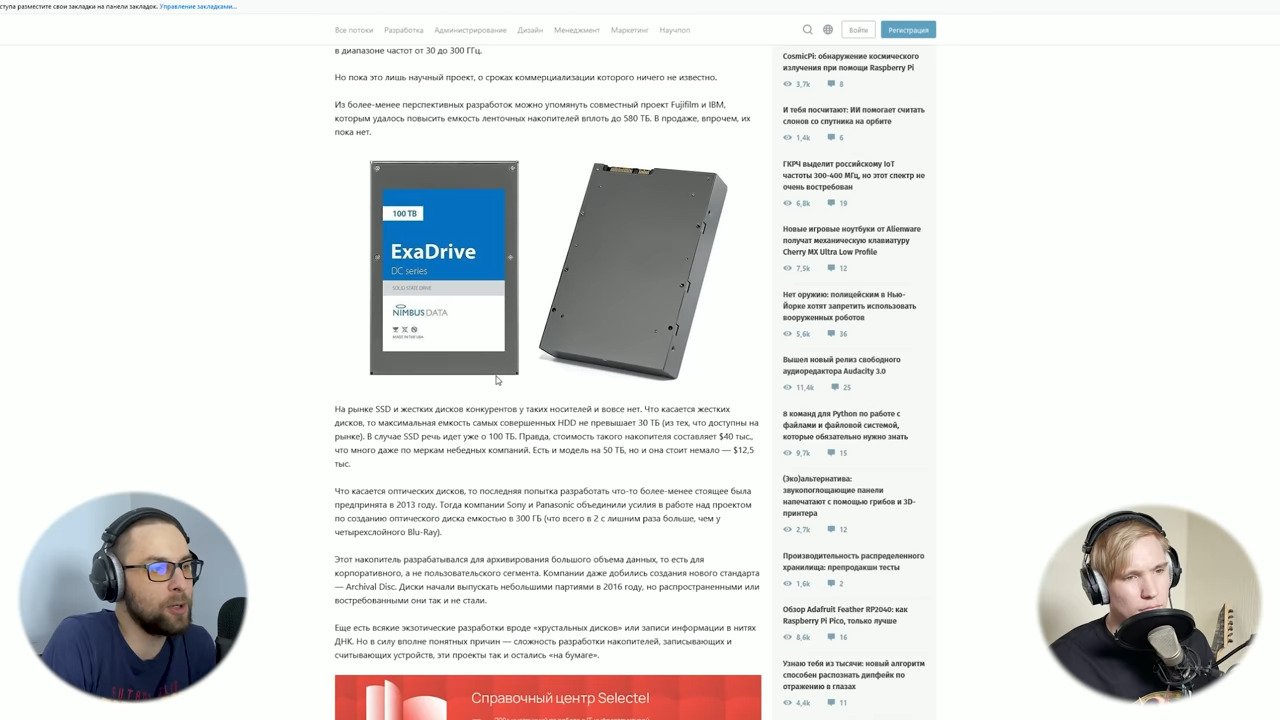 ступа разместите свои закладки на панели закладок. Управление закладками...
Все потоки Разработка Администрирование Дизайн Менеджмент Маркетинг Научпоп
Войти
Регистрация
в диапазоне частот от 30 до 300 ГГц.
Но пока это лишь научный проект, о сроках коммерциализации которого ничего не известно.
Из более-менее перспективных разработок можно упомянуть совместный проект Fujifilm и IBM,
которым удалось повысить емкость ленточных накопителей вплоть до 580 ТБ. В продаже, впрочем, их
пока нет.
100 TB
ExaDrive
DC series
SOLID STATE DRIVE
NIMBUS DATA
MADE IN THE USA
На рынке SSD и жестких дисков конкурентов у таких носителей и вовсе нет. Что касается жестких
дисков, то максимальная емкость самых совершенных HDD не превышает 30 ТБ (из тех, что доступны на
рынке). В случае SSD речь идет уже о 100 ТБ. Правда, стоимость такого накопителя составляет $40 тыс.,
что много даже по меркам небедных компаний. Есть и модель на 50 ТБ, но и она стоит немало — $12,5
тыс.
Что касается оптических дисков, то последняя попытка разработать что-то более-менее стоящее была
предпринята в 2013 году. Тогда компании Sony и Panasonic объединили усилия в работе над проектом
по созданию оптического диска емкостью в 300 ГБ (что всего в 2 с лишним раза больше, чем у
четырехслойного Blu-Ray).
Этот накопитель разрабатывался для архивирования большого объема данных, то есть для
корпоративного, а не пользовательского сегмента. Компании даже добились создания нового стандарта
— Archival Disc. Диски начали выпускать небольшими партиями в 2016 году, но распространенными или
востребованными они так и не стали.
Еще есть всякие экзотические разработки вроде «хрустальных дисков» или записи информации в нитях
ДНК. Но в силу вполне понятных причин — сложность разработки накопителей, записывающих и
считывающих устройств, эти проекты так и остались «на бумаге».
Справочный центр Selectel
CosmicPi: обнаружение космического
излучения при помощи Raspberry Pi
3,7k 8
И тебя посчитают: ИИ помогает считать
слонов со спутника на орбите
1,4k 6
ГКРЧ выделит российскому IoT
частоты 300-400 МГц, но этот спектр не
очень востребован
6,8k 19
Новые игровые ноутбуки от Alienware
получат механическую клавиатуру
Cherry MX Ultra Low Profile
7,5k 12
Нет оружию: полицейским в Нью-
Йорке хотят запретить использовать
вооруженных роботов
5,6k 36
Вышел новый релиз свободного
аудиоредактора Audacity 3.0
11,4k 25
8 команд для Python по работе с
файлами и файловой системой,
которые обязательно нужно знать
9,7k 15
(Эко)альтернатива:
звукопоглощающие панели
напечатают с помощью грибов и 3D-
принтера
2,7k 12
Производительность распределенного
хранилища: препродакшн тесты
1,6k 2
Обзор Adafruit Feather RP2040: как
Raspberry Pi Pico, только лучше
8,6k 16
Узнаю тебя из тысячи: новый алгоритм
способен распознать дипфейк по
отражению в глазах
4,4k 11